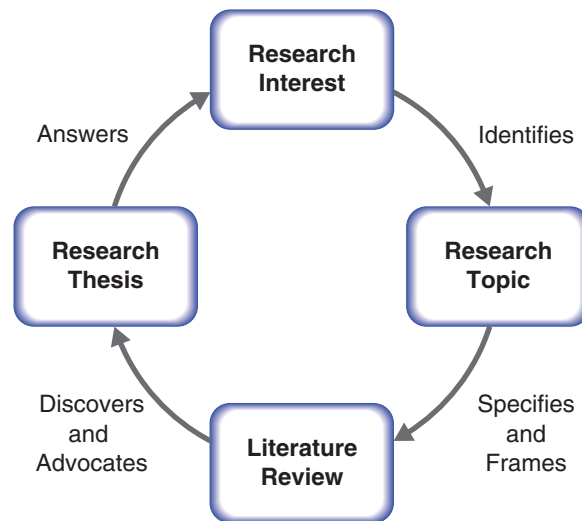 Research
Interest
Answers
Identifies
Research
Thesis
Research
Topic
Discovers
and
Advocates
Specifies
and
Frames
Literature
Review